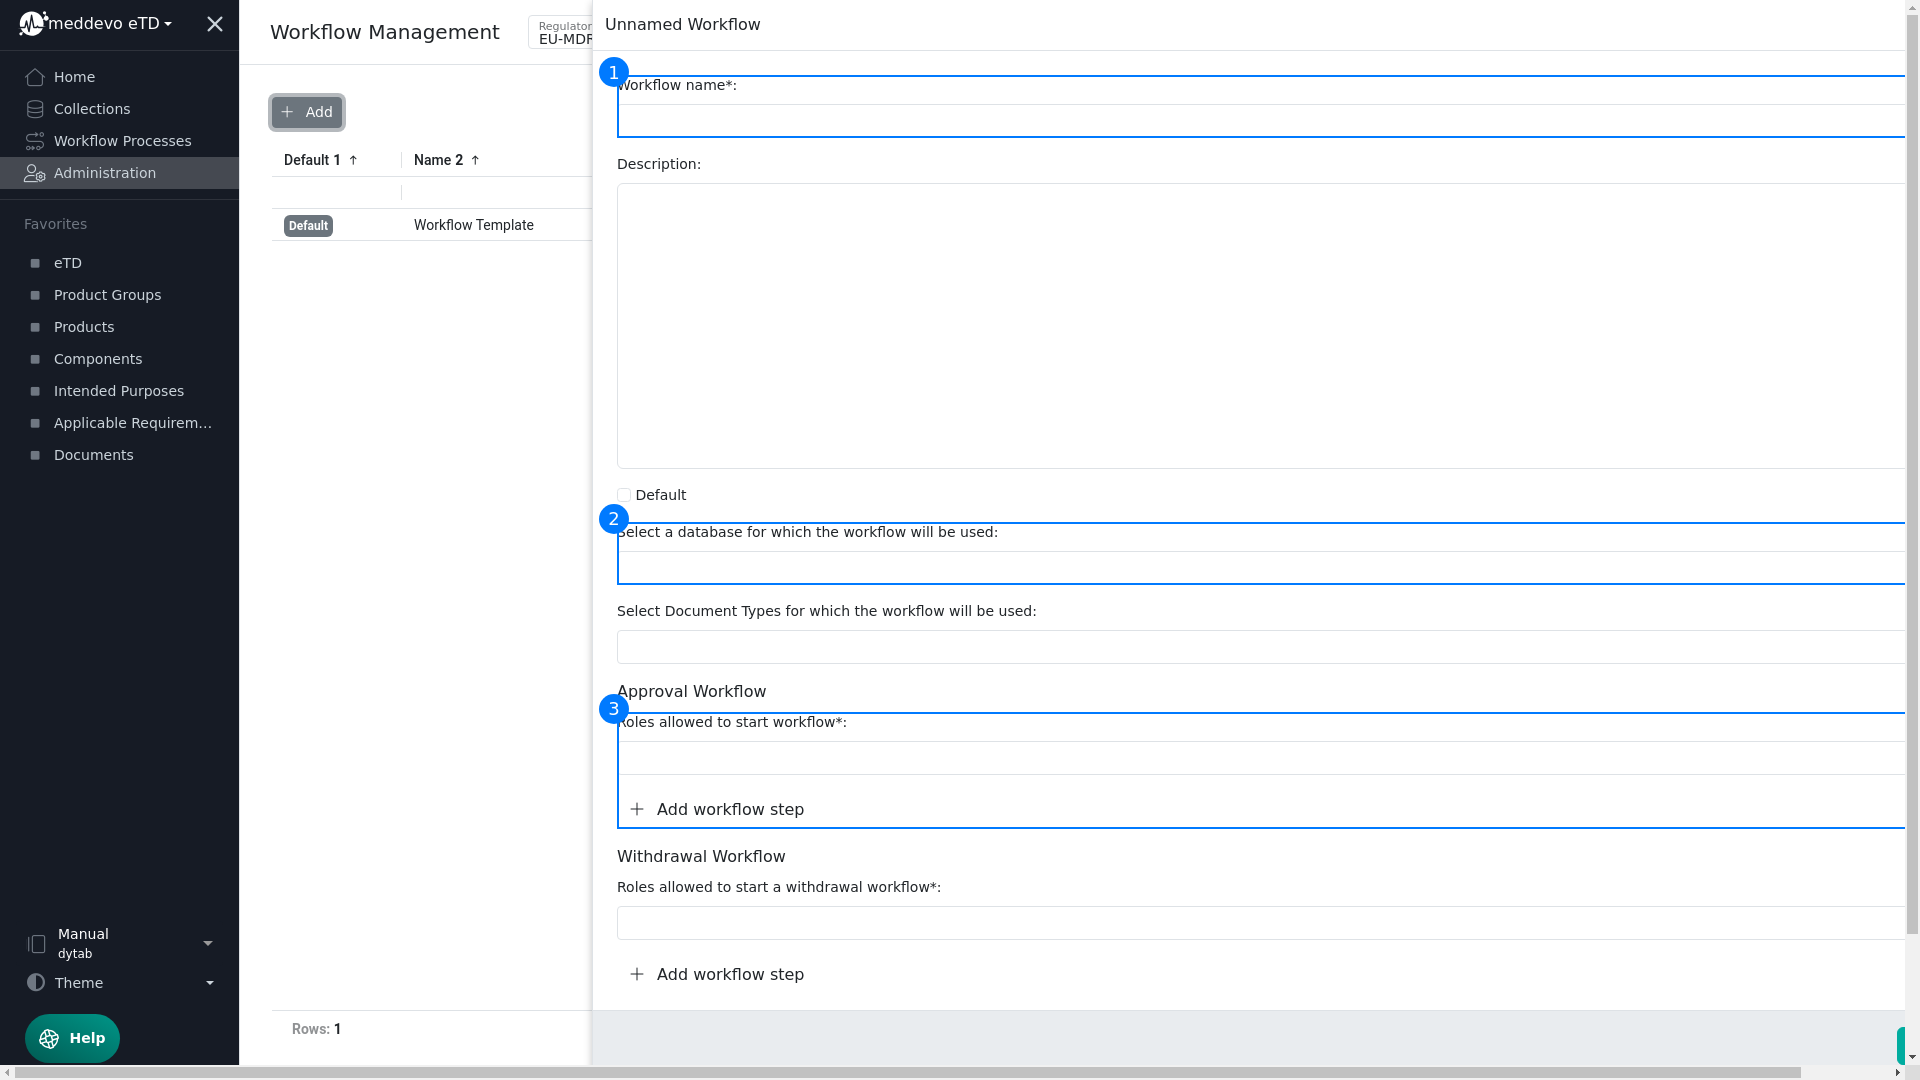 meddevo eTD
Home
Collections
Workflow Processes
Administration
Favorites
eTD
Product Groups
Products
Components
Intended Purposes
Applicable Requirem...
Documents
Manual
dytab
Theme
Help
Workflow Management
Regulator
EU-MDR
Add
Default 1
Name 2
Default
Workflow Template
Rows: 1
Unnamed Workflow
1
Workflow name*:
Description:
Default
2
Select a database for which the workflow will be used:
Select Document Types for which the workflow will be used:
Approval Workflow
3
Roles allowed to start workflow*:
Add workflow step
Withdrawal Workflow
Roles allowed to start a withdrawal workflow*:
Add workflow step